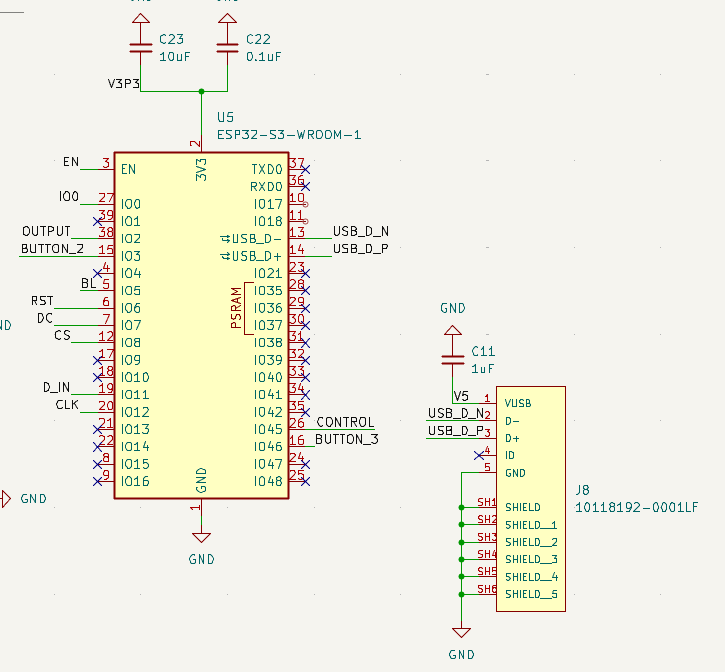 C23
10uF
C22
0.1uF
V3P3
U5
ESP32-S3-WROOM-1
2
3V3
EN 3 EN
IO0 27 IO0
39 IO1
OUTPUT 38 IO2
BUTTON_2 15 IO3
4 IO4
BL 5 IO5
RST 6 IO6
DC 7 IO7
CS 12 IO8
17 IO9
18 IO10
D_IN 19 IO11
CLK 20 IO12
21 IO13
22 IO14
8 IO15
9 IO16
TXD0 37
RXD0 36
IO17 10
IO18 11
USB_D- 13 USB_D_N
USB_D+ 14 USB_D_P
IO21 23
IO35 28
IO36 29
IO37 30
IO38 31
IO39 32
IO40 33
IO41 34
IO42 35
IO45 26 CONTROL
IO46 16 BUTTON_3
IO47 24
IO48 25
PSRAM
GND
1
GND
GND
GND
C11
1uF
V5 1 VUSB
USB_D_N 2 D-
USB_D_P 3 D+
4 ID
5 GND
SH1 SHIELD
SH2 SHIELD__1
SH3 SHIELD__2
SH4 SHIELD__3
SH5 SHIELD__4
SH6 SHIELD__5
J8
10118192-0001LF
GND